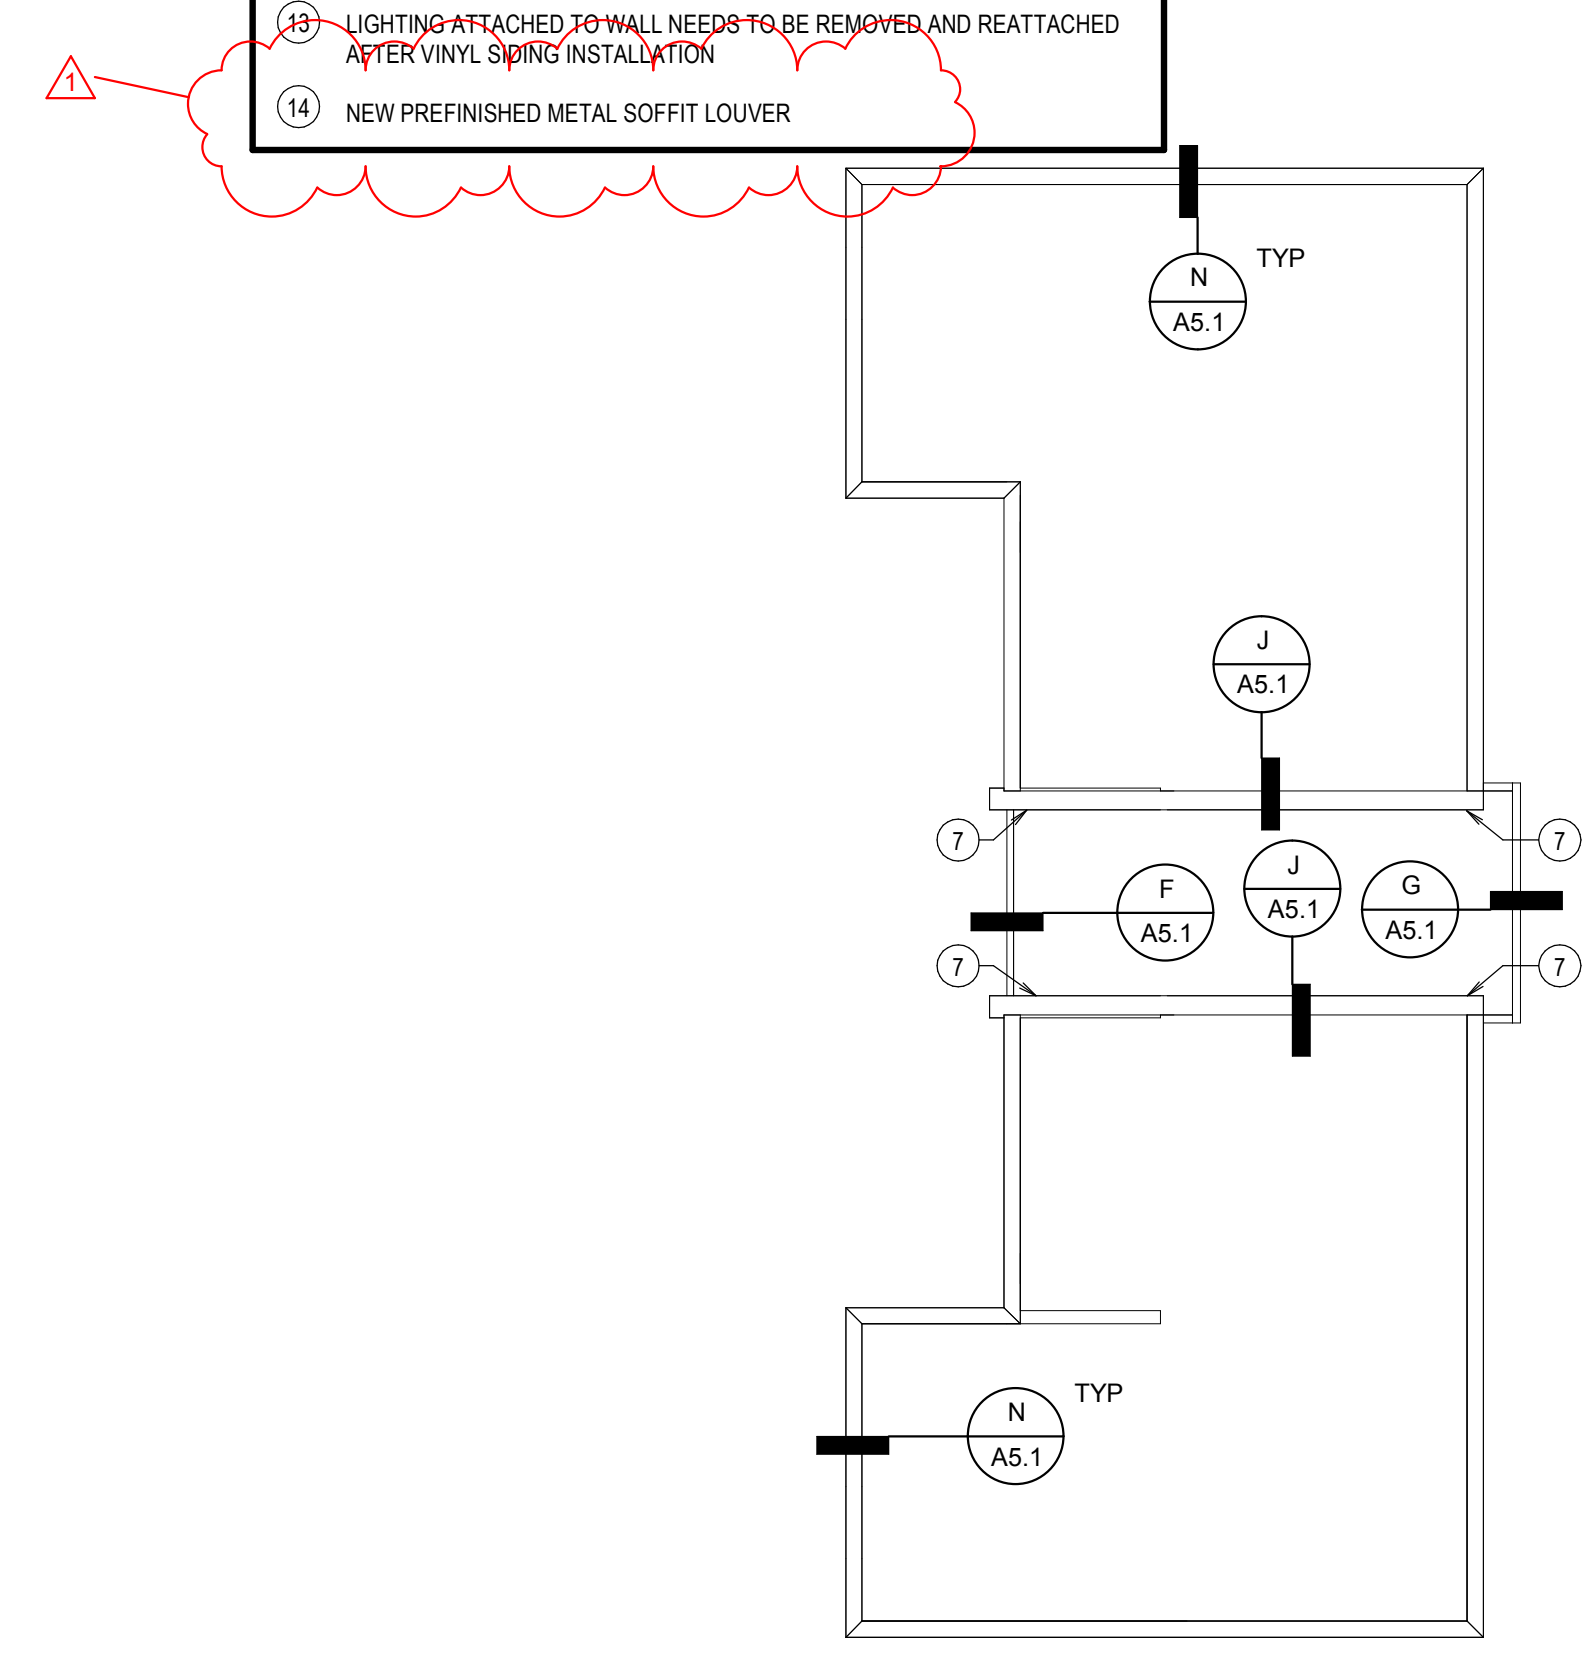 13 LIGHTING ATTACHED TO WALL NEEDS TO BE REMOVED AND REATTACHED
AFTER VINYL SIDING INSTALLATION
1
14 NEW PREFINISHED METAL SOFFIT LOUVER
N
A5.1
TYP
J
A5.1
7
7
F
A5.1
J
A5.1
G
A5.1
7
7
N
A5.1
TYP